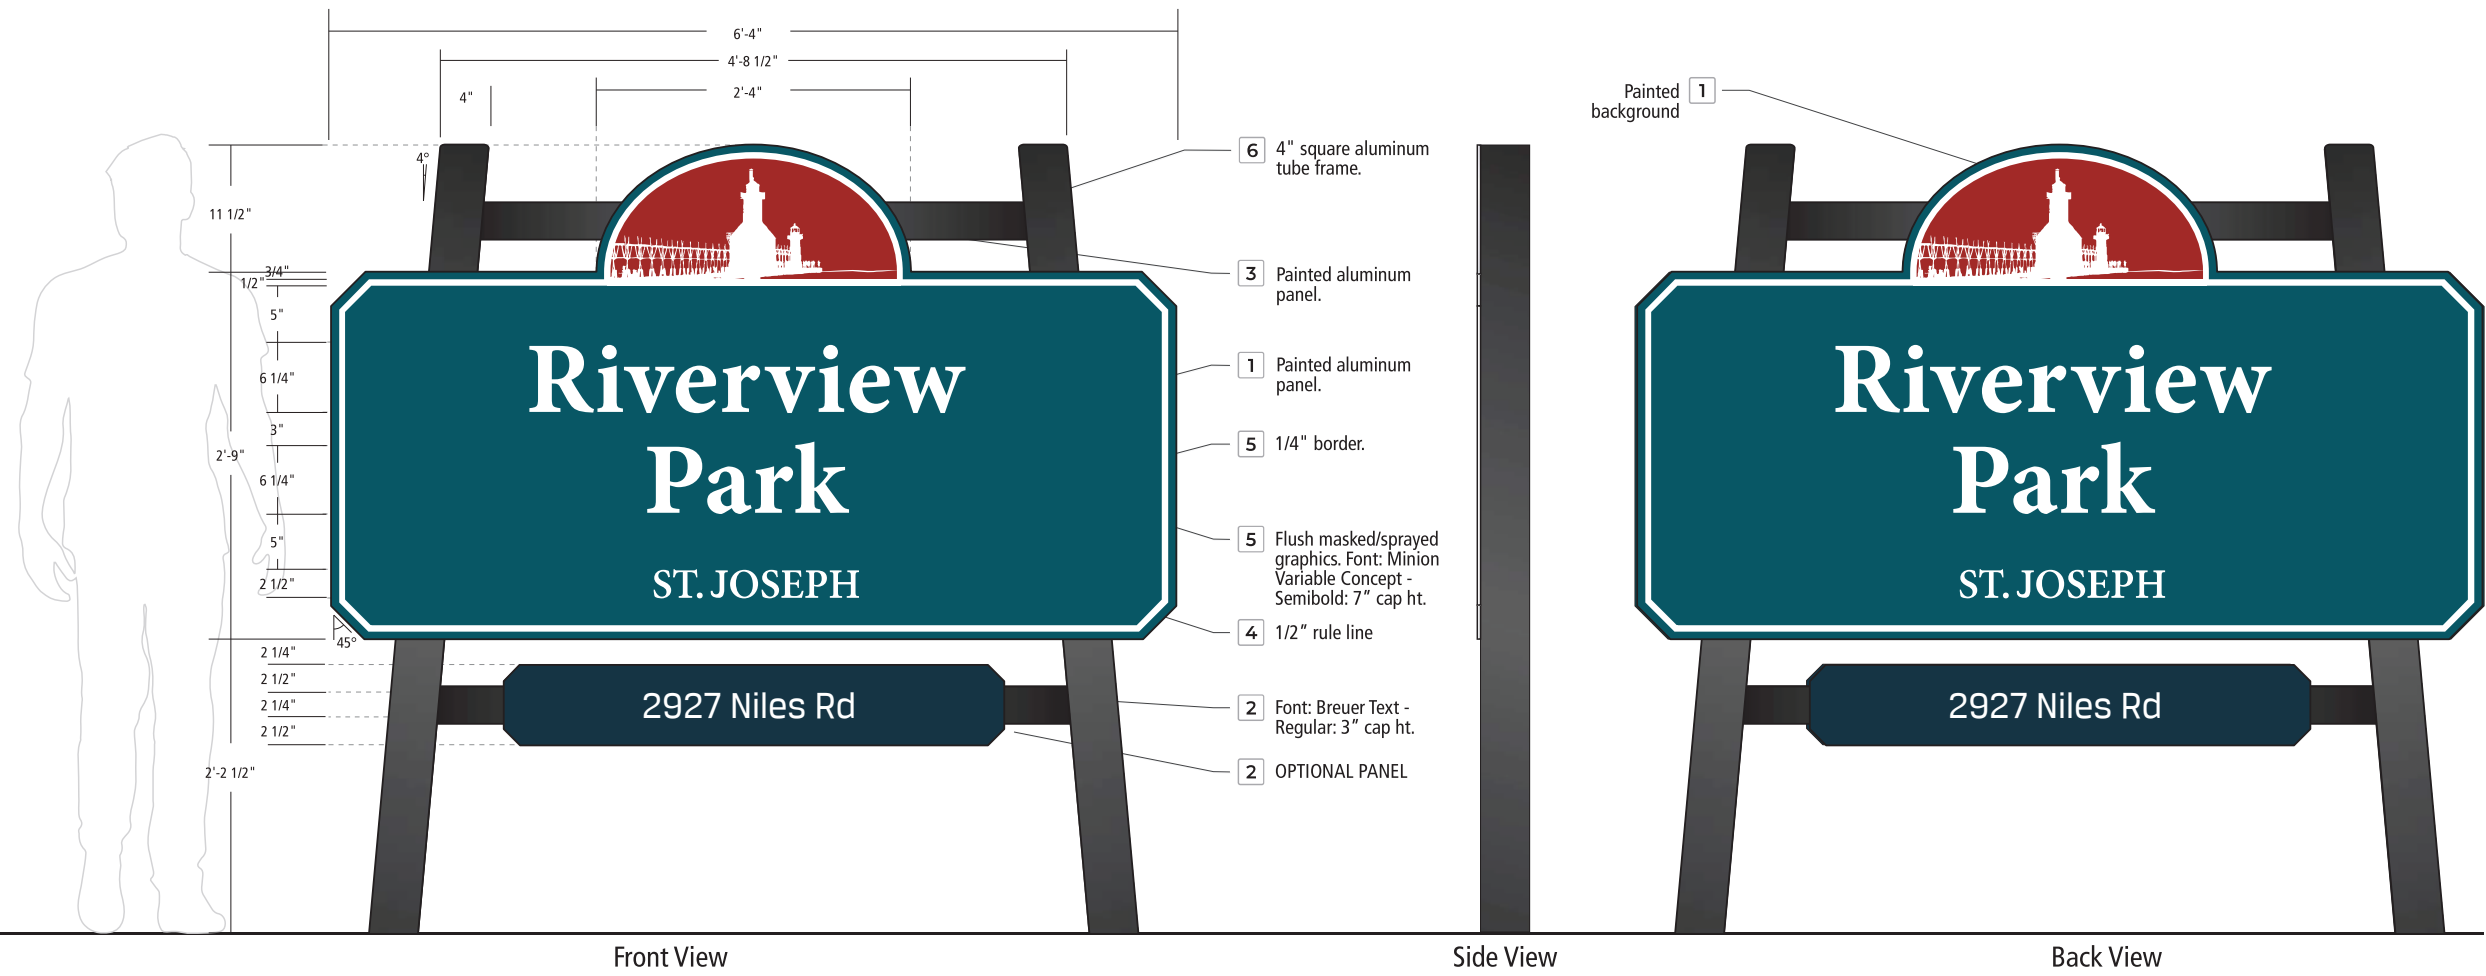 6'-4"
4'-8 1/2"
2'-4"
4"
4°
11 1/2"
3/4"
1/2"
5"
6 1/4"
3"
2'-9"
6 1/4"
5"
2 1/2"
45°
2 1/4"
2 1/2"
2 1/4"
2 1/2"
2'-2 1/2"
Riverview
Park
ST. JOSEPH
2927 Niles Rd
6 4" square aluminum
tube frame.
3 Painted aluminum
panel.
1 Painted aluminum
panel.
5 1/4" border.
5 Flush masked/sprayed
graphics. Font: Minion
Variable Concept -
Semibold: 7” cap ht.
4 1/2” rule line
2 Font: Breuer Text -
Regular: 3” cap ht.
2 OPTIONAL PANEL
Painted 1
background
Riverview
Park
ST. JOSEPH
2927 Niles Rd
Front View
Side View
Back View